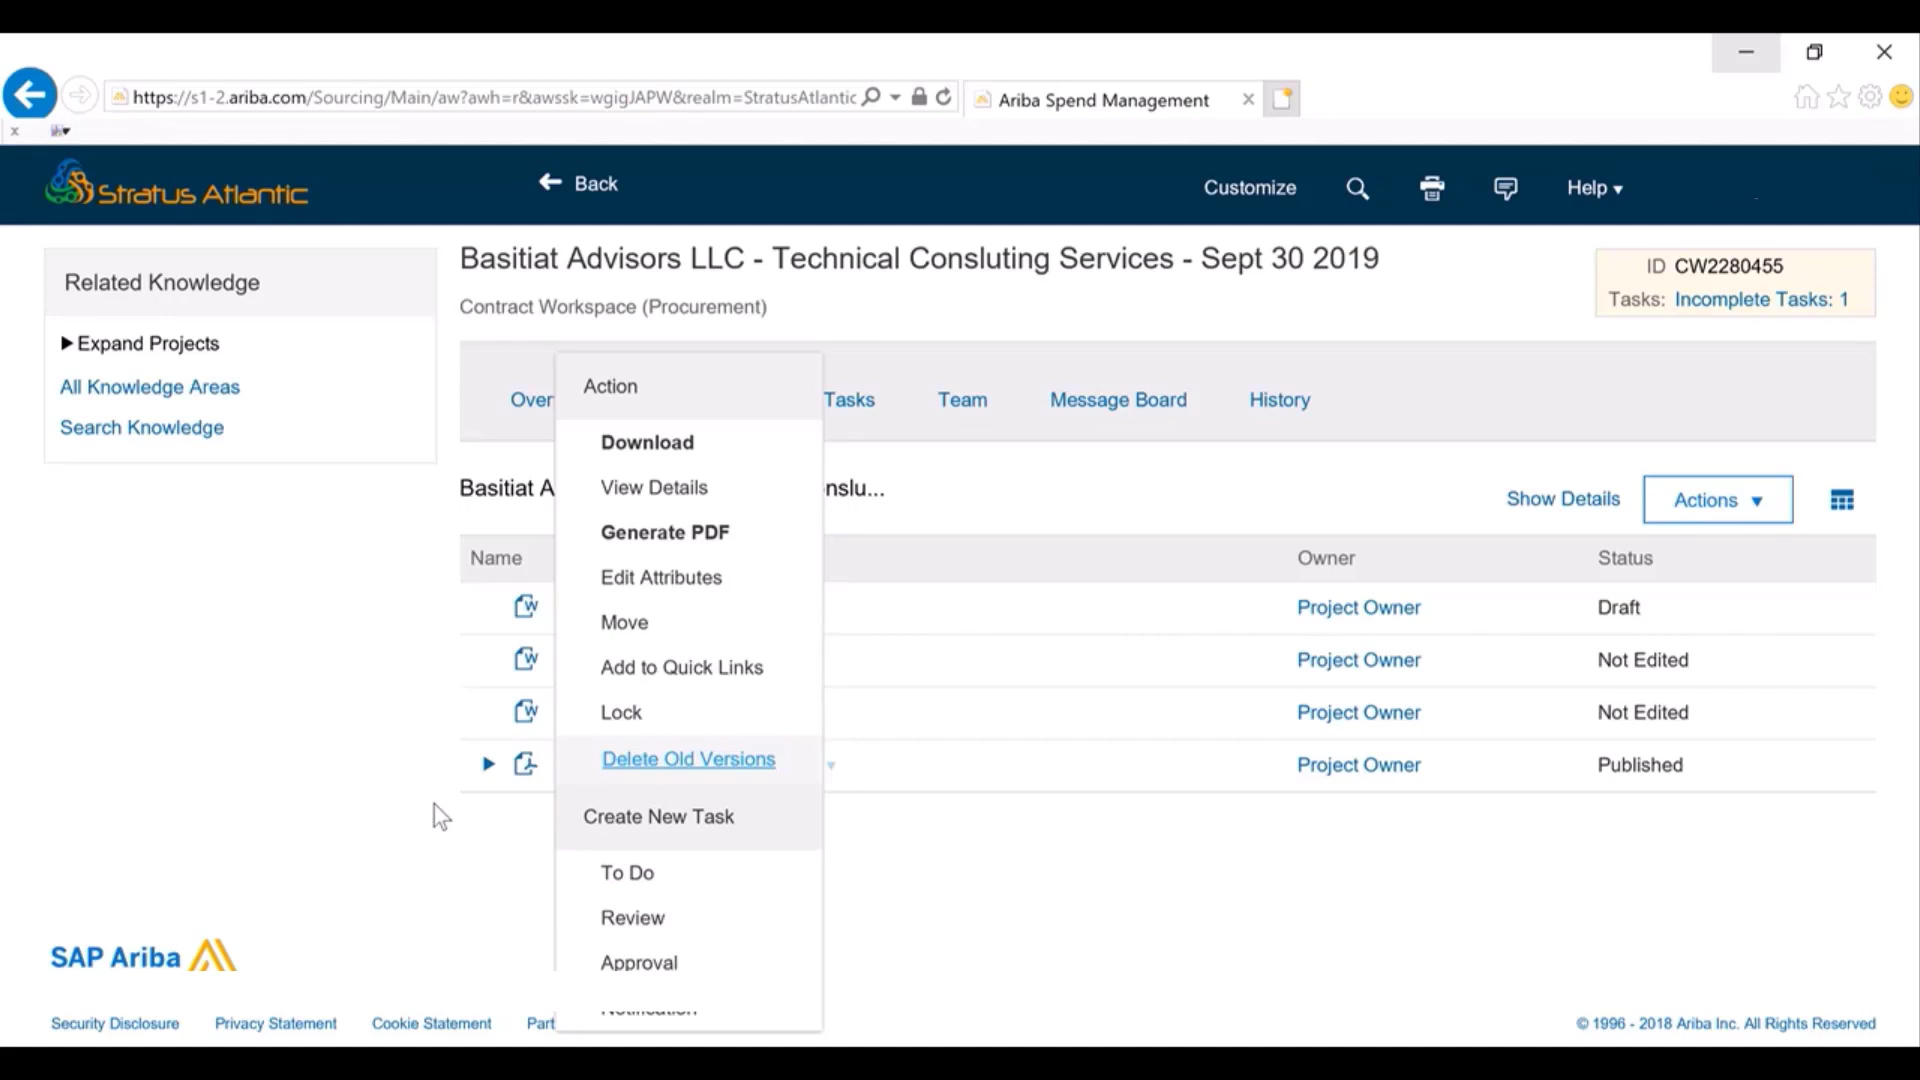 https://s1-2.ariba.com/Sourcing/Main/aw?awh=r&awssk=wgigJAPW&realm=StratusAtlantic
Ariba Spend Management
Stratus Atlantic
Back
Customize
Help
Related Knowledge
Expand Projects
All Knowledge Areas
Search Knowledge
Basitiat Advisors LLC - Technical Consluting Services - Sept 30 2019
Contract Workspace (Procurement)
ID CW2280455
Tasks: Incomplete Tasks: 1
Over
Tasks
Team
Message Board
History
Basitiat A
nslu...
Show Details
Actions
Name
Owner
Status
Project Owner
Draft
Project Owner
Not Edited
Project Owner
Not Edited
Project Owner
Published
Action
Download
View Details
Generate PDF
Edit Attributes
Move
Add to Quick Links
Lock
Delete Old Versions
Create New Task
To Do
Review
Approval
SAP Ariba
Security Disclosure
Privacy Statement
Cookie Statement
Part
© 1996 - 2018 Ariba Inc. All Rights Reserved